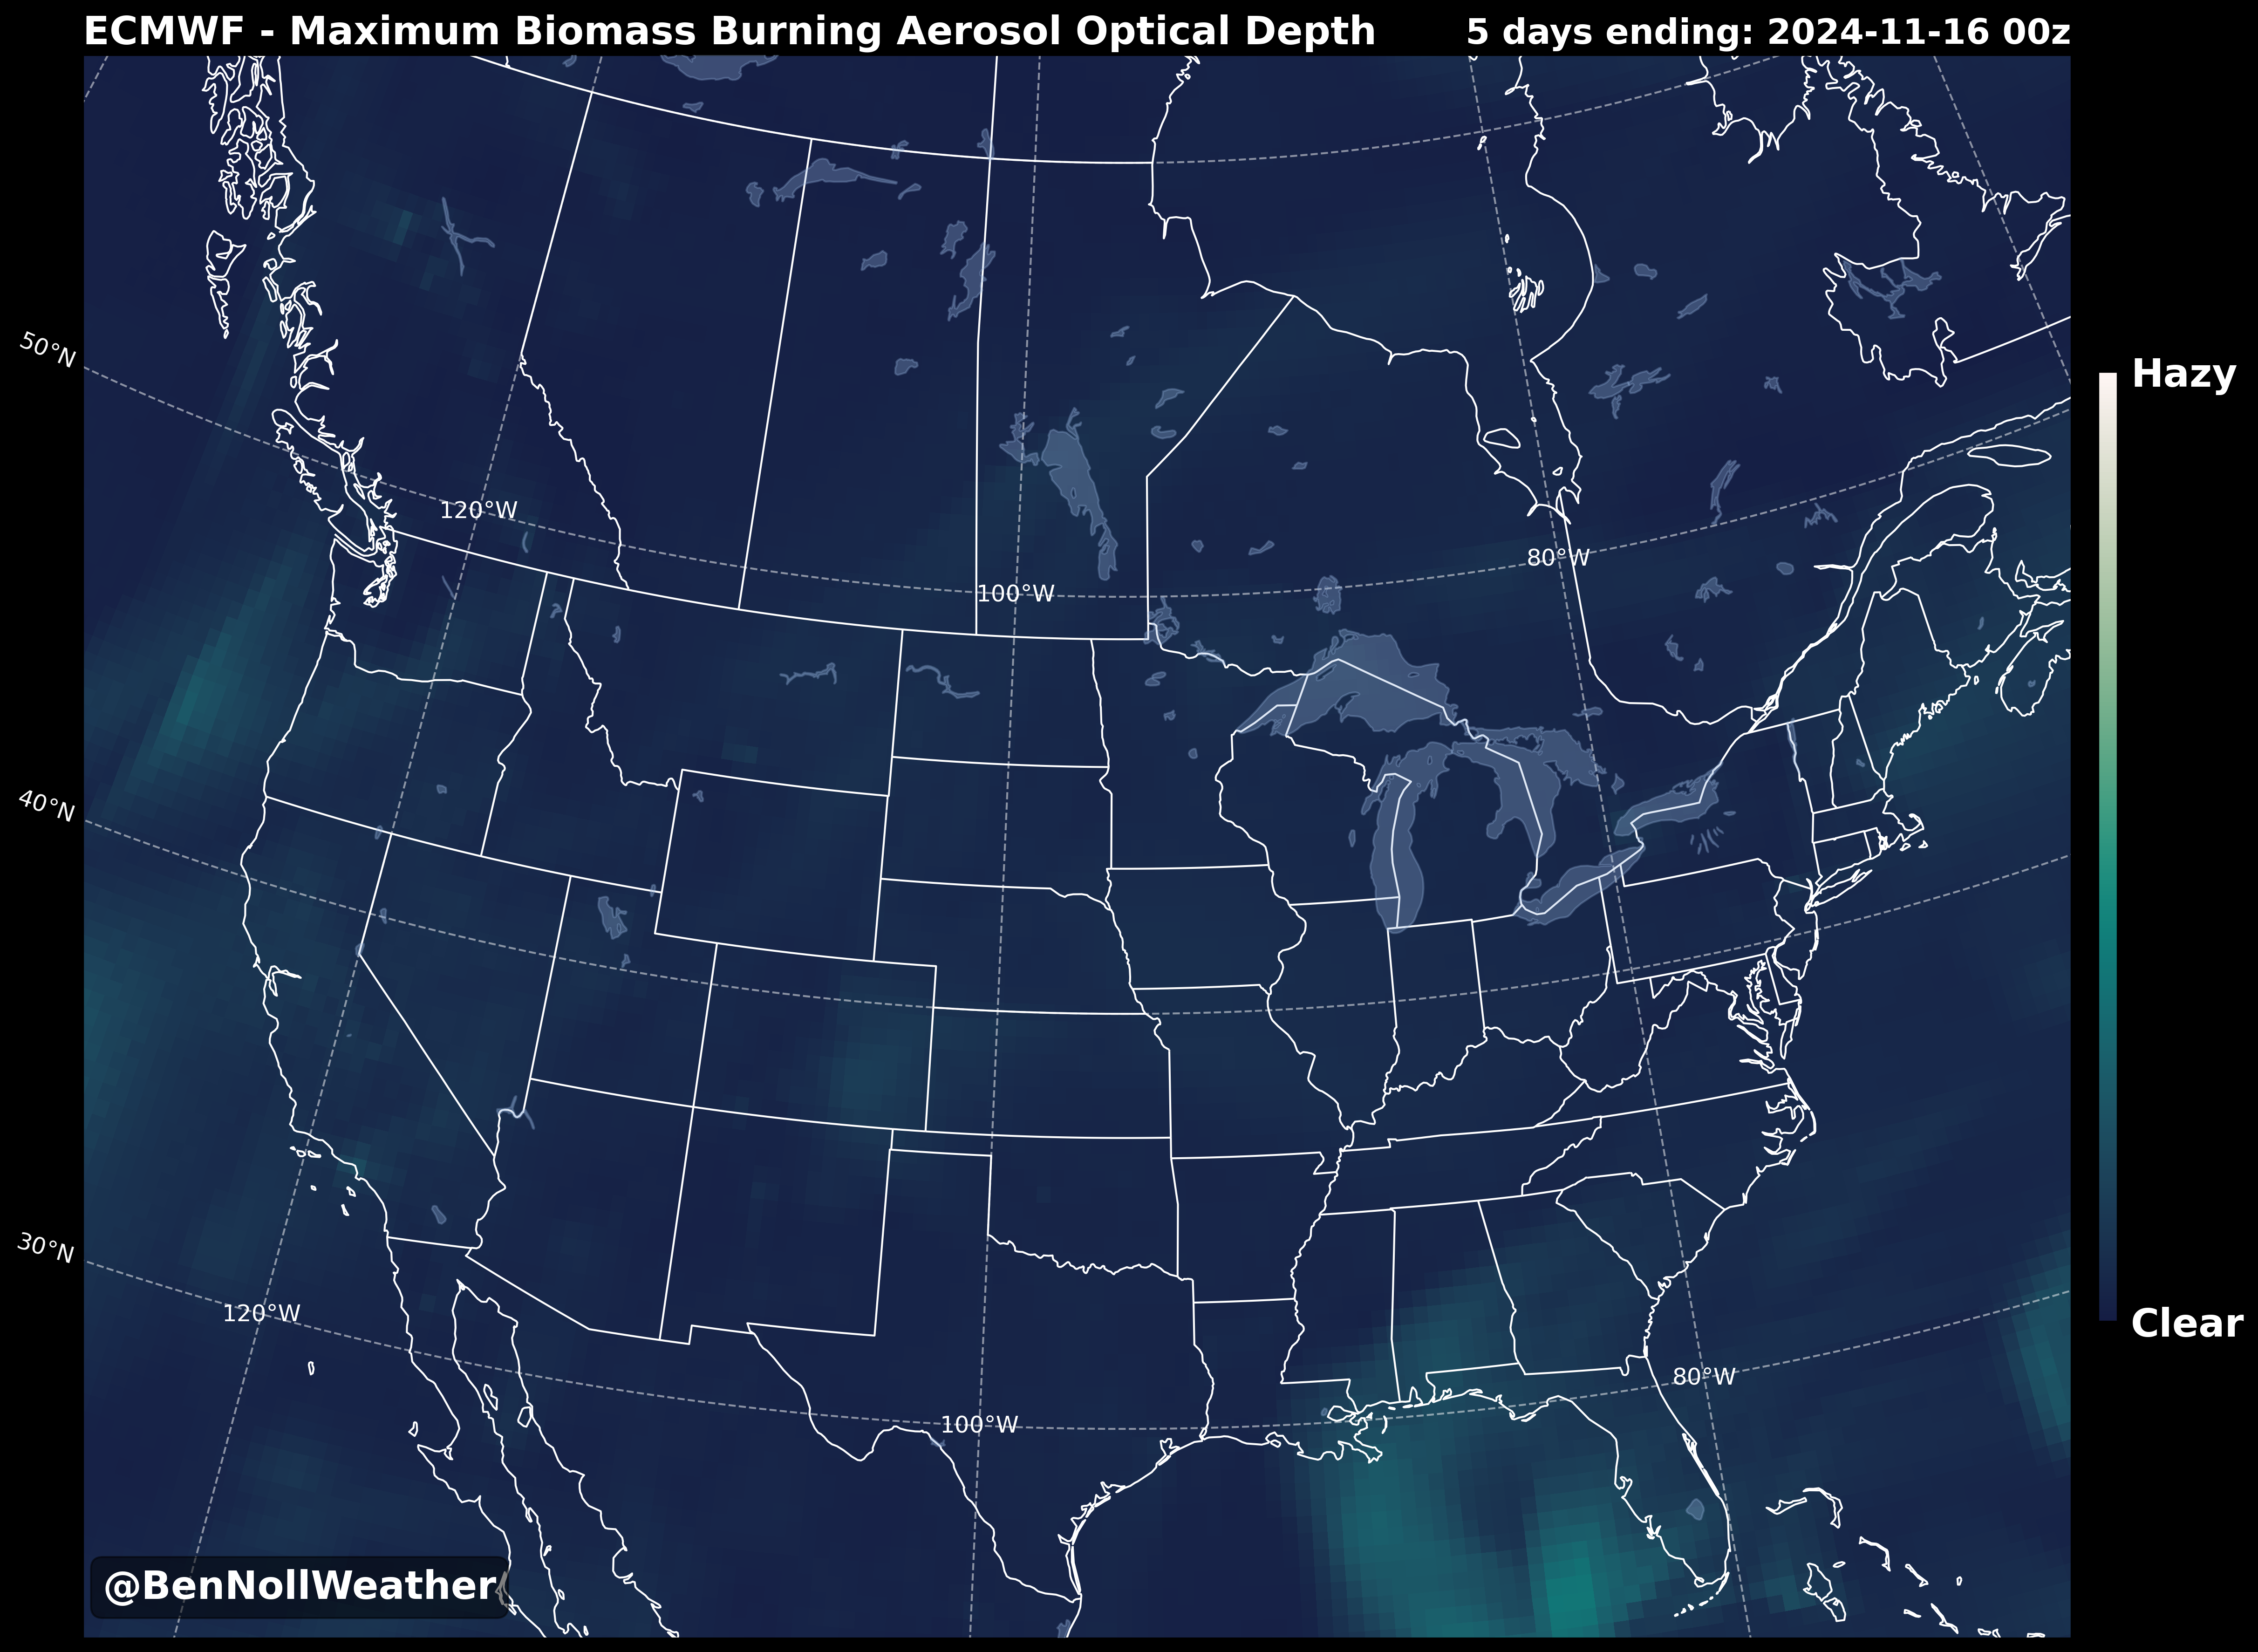 ECMWF - Maximum Biomass Burning Aerosol Optical Depth
5 days ending: 2024-11-16 00z
50°N
Hazy
120°W
80°W
100°W
40°N
30°N
120°W
Clear
80°W
100°W
@BenNollWeather